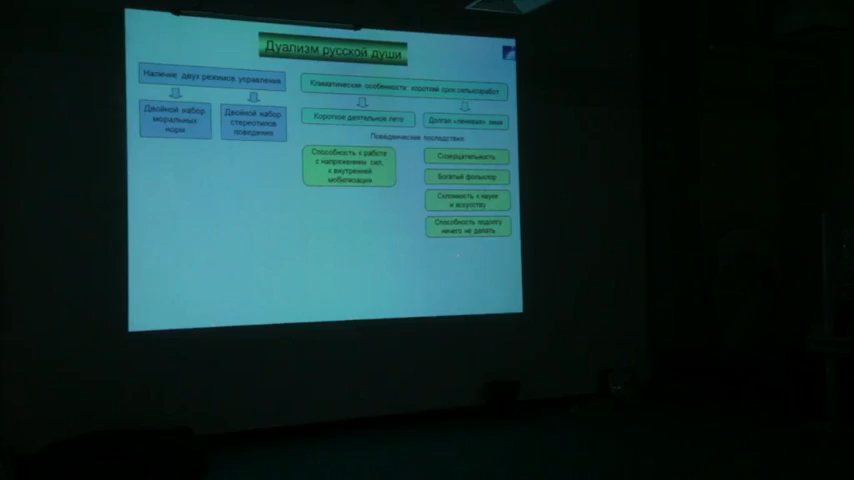 Дуализм русской души
Наличие двух режимов управления
Двойной набор
моральных
норм
Двойной набор
стереотипов
поведения
Климатические особенности: короткий срок сельхозработ
Короткое деятельное лето
Долгая «ленивая» зима
Поведенческие последствия:
Способность к работе
с напряжением сил,
к внутренней
мобилизации
Созерцательность
Богатый фольклор
Склонность к науке
и искусству
Способность подолгу
ничего не делать